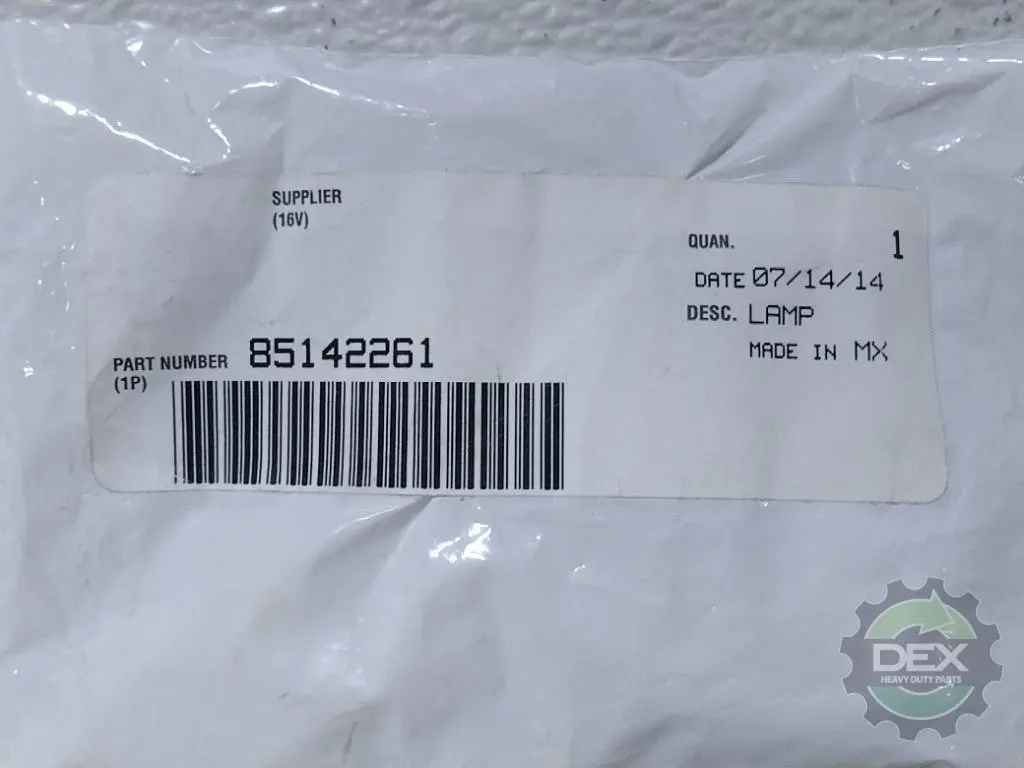 SUPPLIER
(16V)
QUAN. 1
DATE 07/14/14
DESC. LAMP
MADE IN MX
PART NUMBER 85142261
(1P)
DEX
HEAVY DUTY PARTS